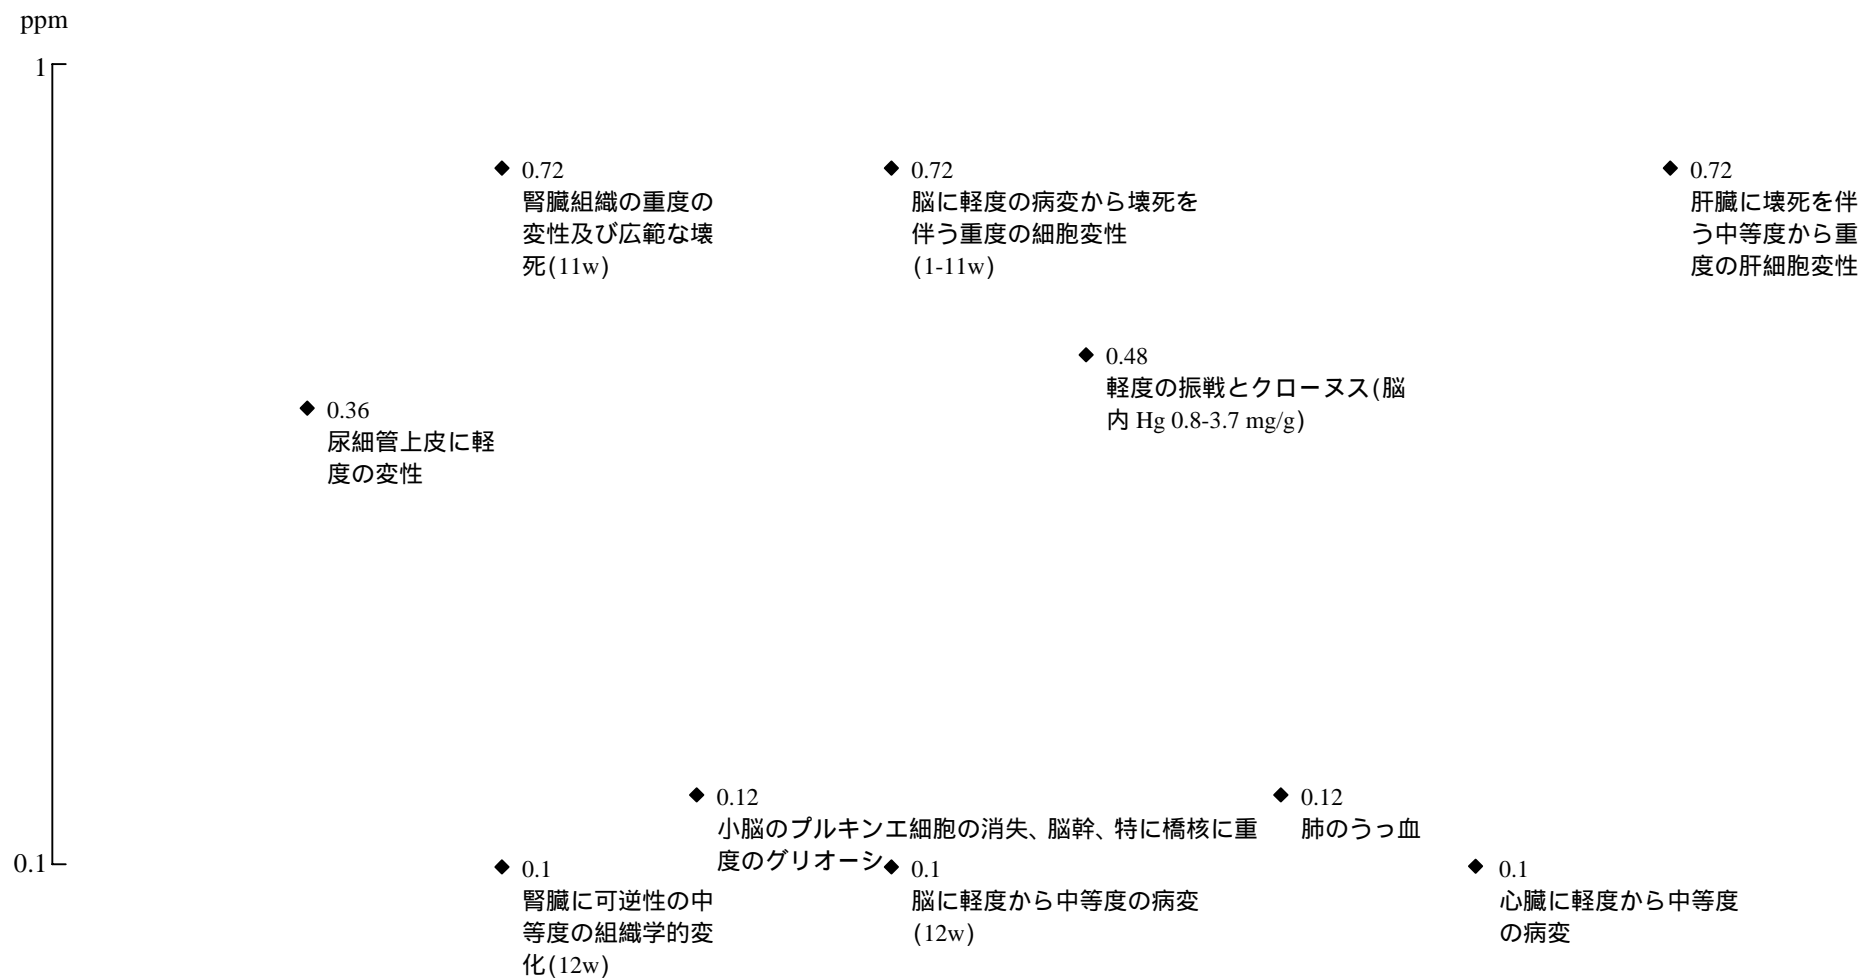 ppm
1
0.72
腎臓組織の重度の
変性及び広範な壊
死(11w)
0.72
脳に軽度の病変から壊死を
伴う重度の細胞変性
(1-11w)
0.72
肝臓に壊死を伴
う中等度から重
度の肝細胞変性
0.48
軽度の振戦とクローヌス(脳
内 Hg 0.8-3.7 mg/g)
0.36
尿細管上皮に軽
度の変性
0.12
小脳のプルキンエ細胞の消失、脳幹、特に橋核に重
度のグリオーシ
0.12
肺のうっ血
0.1
0.1
腎臓に可逆性の中
等度の組織学的変
化(12w)
0.1
脳に軽度から中等度の病変
(12w)
0.1
心臓に軽度から中等度
の病変